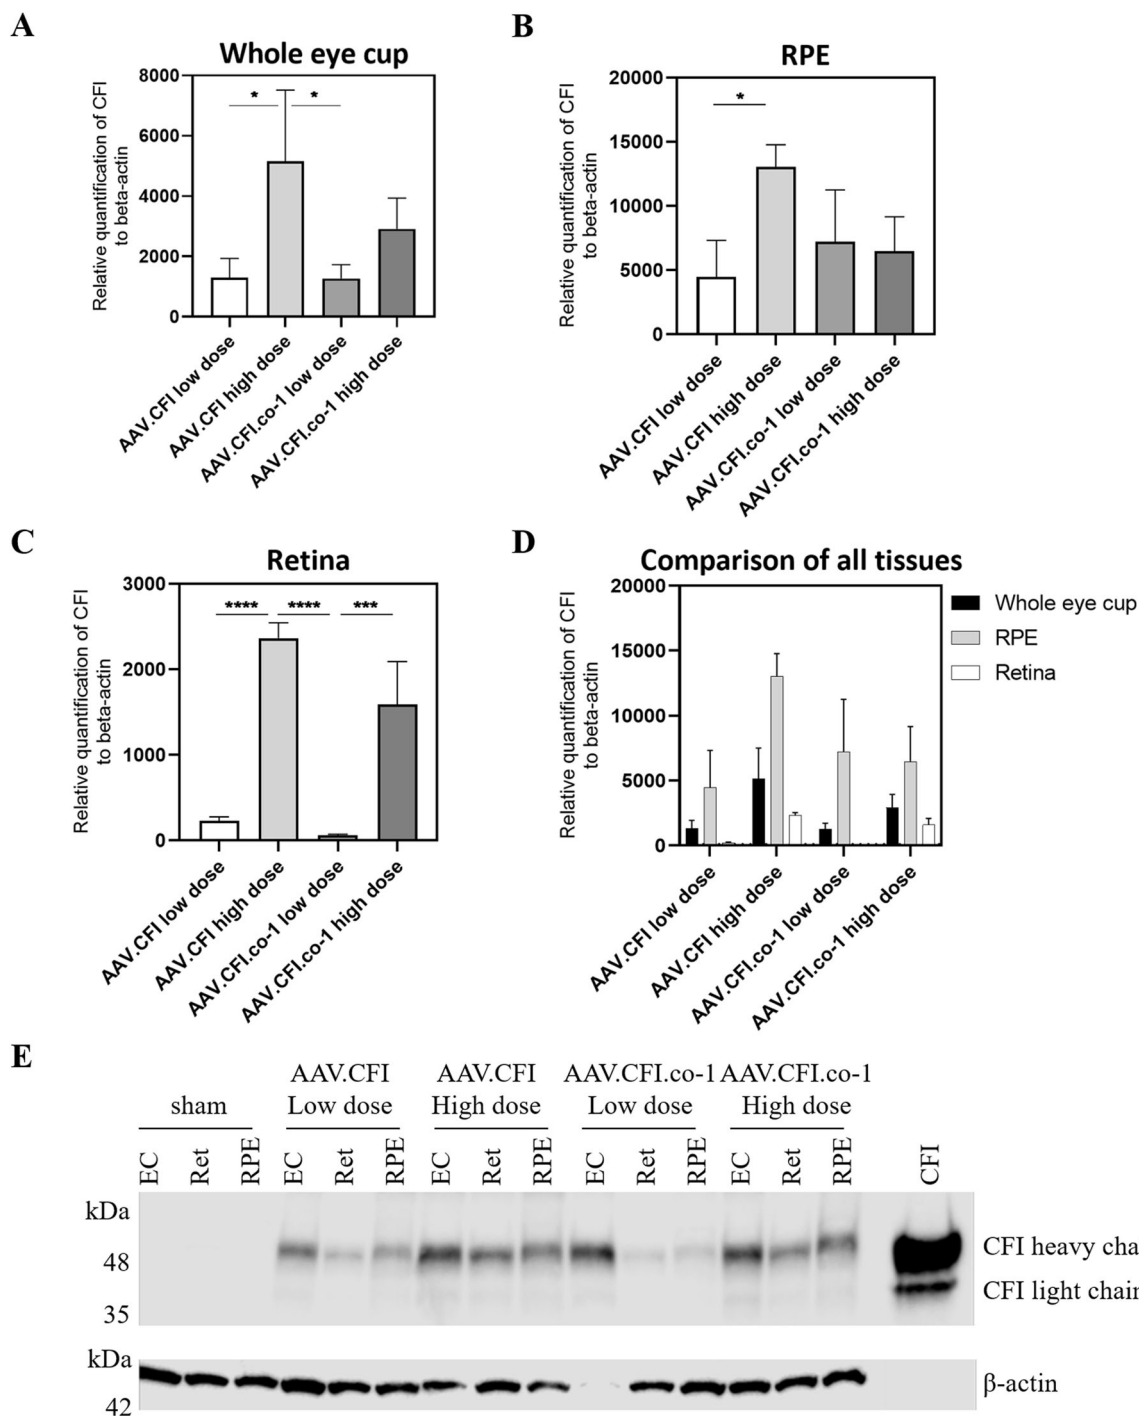 A
Whole eye cup
Relative quantification of CFI
to beta-actin
8000
6000
4000
2000
0
* *
AAV.CFI low dose
AAV.CFI high dose
AAV.CFI.co-1 low dose
AAV.CFI.co-1 high dose
B
RPE
Relative quantification of CFI
to beta-actin
20000
15000
10000
5000
0
*
AAV.CFI low dose
AAV.CFI high dose
AAV.CFI.co-1 low dose
AAV.CFI.co-1 high dose
C
Retina
Relative quantification of CFI
to beta-actin
3000
2000
1000
0
**** **** ***
AAV.CFI low dose
AAV.CFI high dose
AAV.CFI.co-1 low dose
AAV.CFI.co-1 high dose
D
Comparison of all tissues
Relative quantification of CFI
to beta-actin
20000
15000
10000
5000
0
Whole eye cup
RPE
Retina
AAV.CFI low dose
AAV.CFI high dose
AAV.CFI.co-1 low dose
AAV.CFI.co-1 high dose
E
AAV.CFI AAV.CFI AAV.CFI.co-1 AAV.CFI.co-1
sham Low dose High dose Low dose High dose
EC Ret RPE EC Ret RPE EC Ret RPE EC Ret RPE EC Ret RPE CFI
kDa
48
35
CFI heavy cha
CFI light chain
kDa
42
β-actin